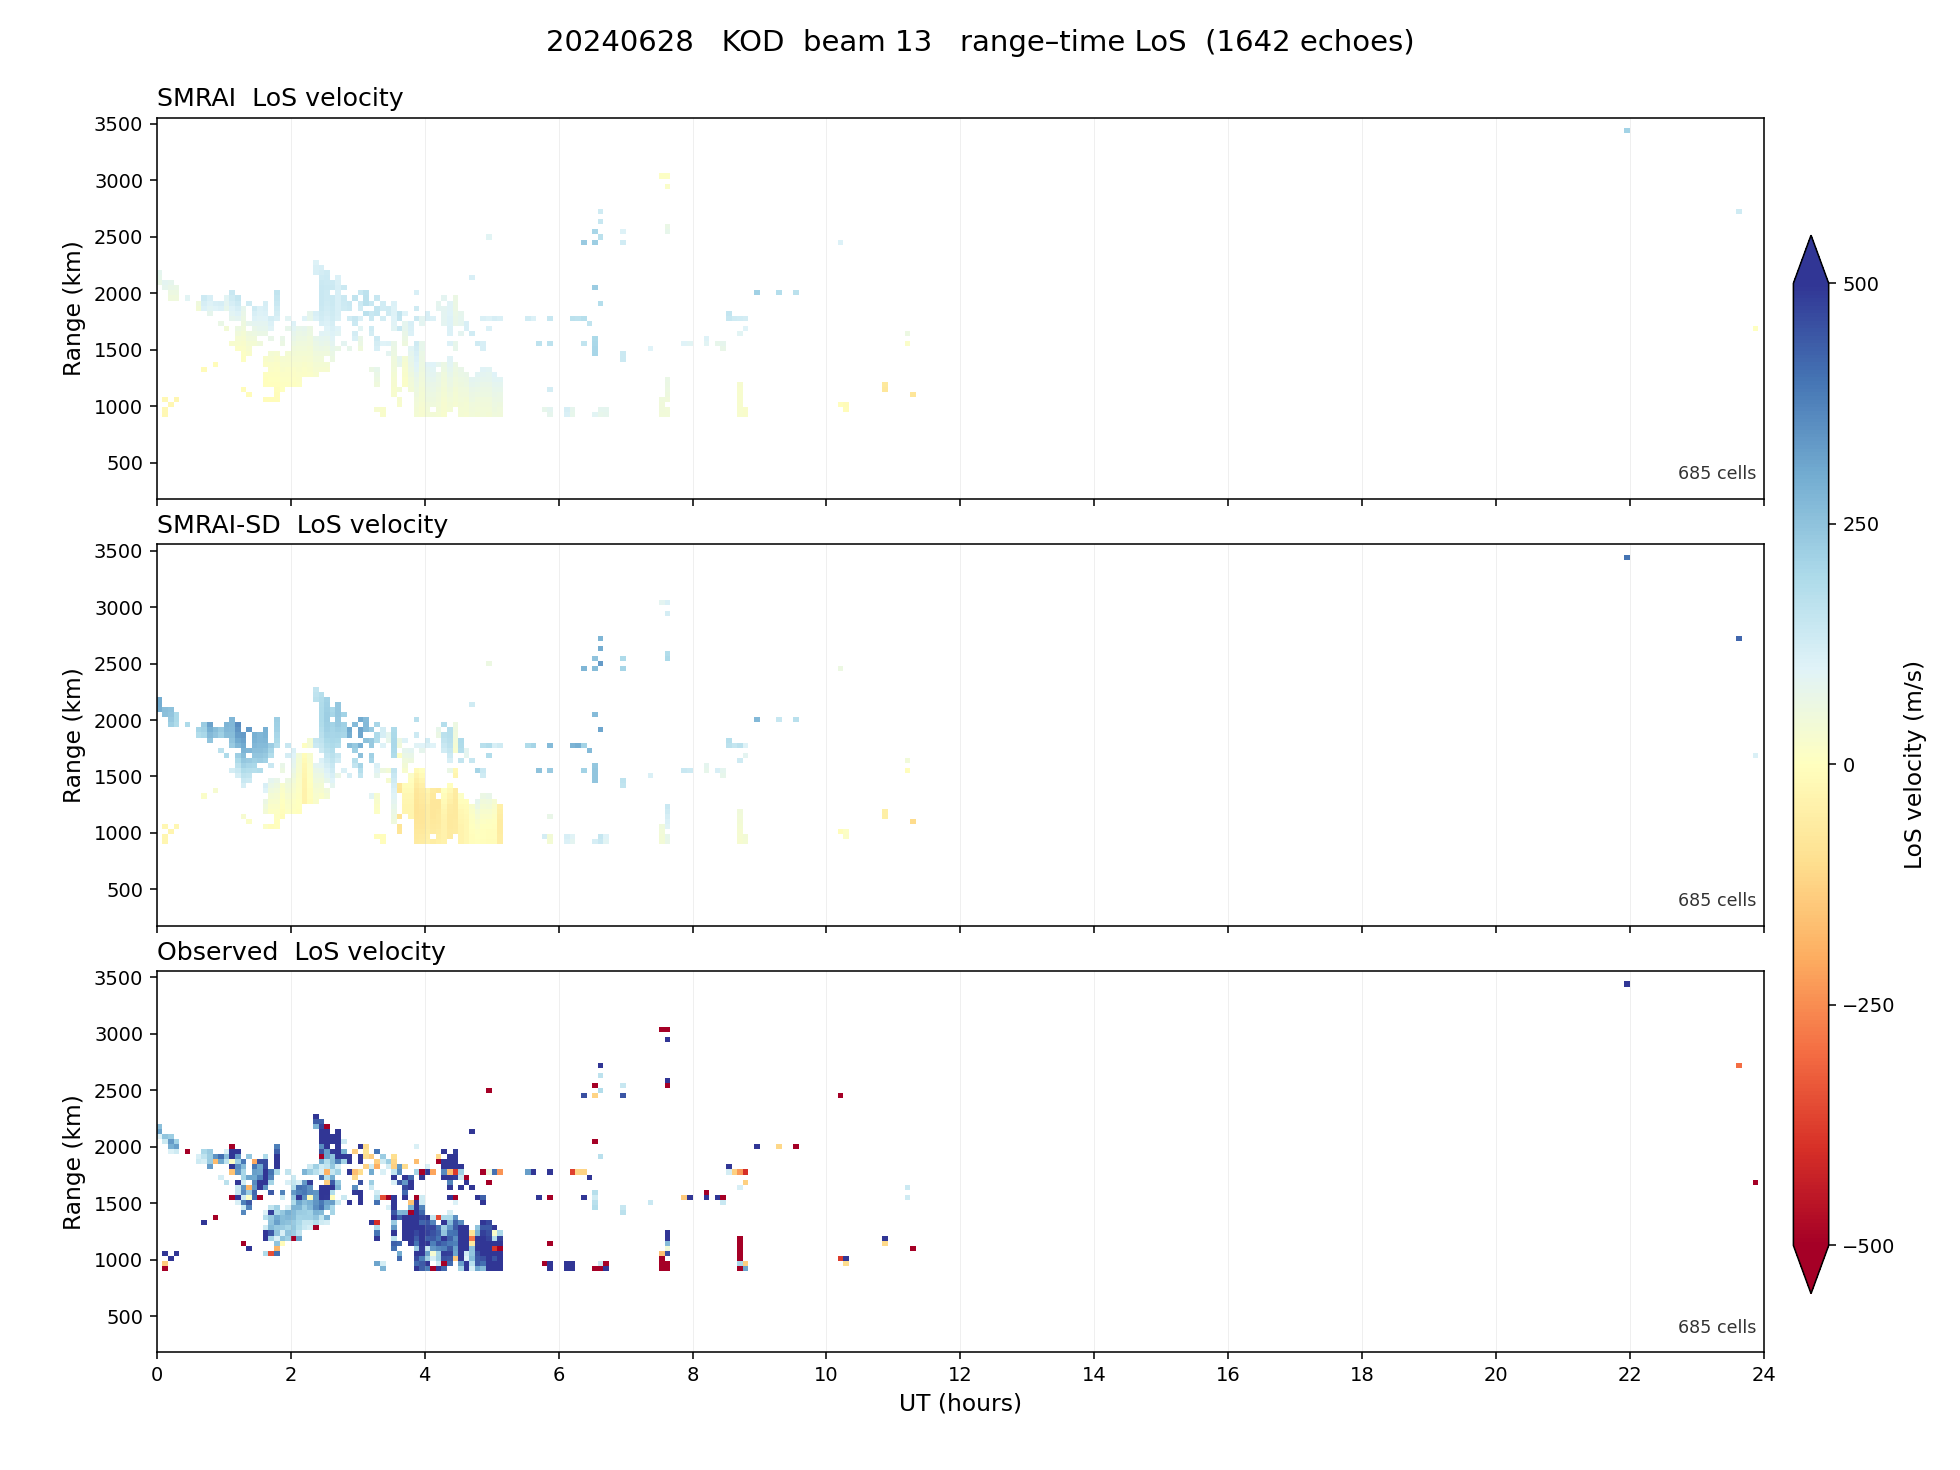 20240628   KOD  beam 13   range–time LoS  (1642 echoes)
SMRAI  LoS velocity
3500
3000
2500
2000
1500
1000
500
Range (km)
685 cells
SMRAI-SD  LoS velocity
3500
3000
2500
2000
1500
1000
500
Range (km)
685 cells
Observed  LoS velocity
3500
3000
2500
2000
1500
1000
500
Range (km)
685 cells
0 2 4 6 8 10 12 14 16 18 20 22 24
UT (hours)
500
250
0
−250
−500
LoS velocity (m/s)